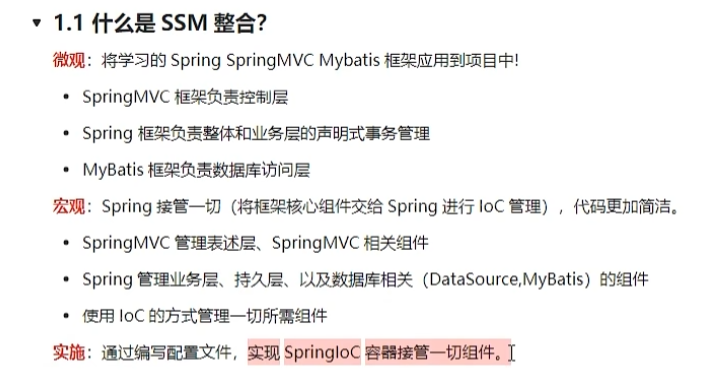 1.1 什么是 SSM 整合?
微观：将学习的 Spring SpringMVC Mybatis 框架应用到项目中!
• SpringMVC 框架负责控制层
• Spring 框架负责整体和业务层的声明式事务管理
• MyBatis 框架负责数据库访问层
宏观：Spring 接管一切（将框架核心组件交给 Spring 进行 IoC 管理），代码更加简洁。
• SpringMVC 管理表述层、SpringMVC 相关组件
• Spring 管理业务层、持久层、以及数据库相关（DataSource,MyBatis）的组件
• 使用 IoC 的方式管理一切所需组件
实施：通过编写配置文件，实现 SpringIoC 容器接管一切组件。